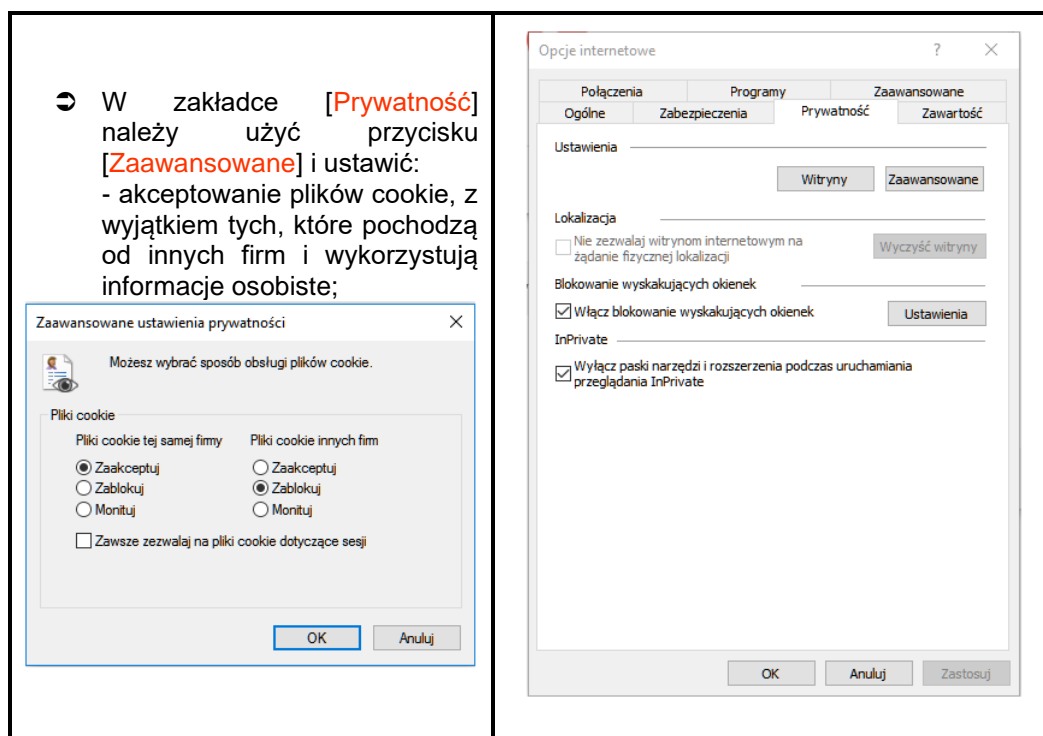 ➲ W zakładce [Prywatność]
należy użyć przycisku
[Zaawansowane] i ustawić:
- akceptowanie plików cookie, z
wyjątkiem tych, które pochodzą
od innych firm i wykorzystują
informacje osobiste;
Zaawansowane ustawienia prywatności
Możesz wybrać sposób obsługi plików cookie.
Pliki cookie
Pliki cookie tej samej firmy Pliki cookie innych firm
Zaakceptuj Zaakceptuj
Zablokuj Zablokuj
Monituj Monituj
Zawsze zezwalaj na pliki cookie dotyczące sesji
OK Anuluj
Opcje internetowe ?
Połączenia Programy Zaawansowane
Ogólne Zabezpieczenia Prywatność Zawartość
Ustawienia
Witryny Zaawansowane
Lokalizacja
Nie zezwalaj witrynom internetowym na
żądanie fizycznej lokalizacji
Wyczyść witryny
Blokowanie wyskakujących okienek
Włącz blokowanie wyskakujących okienek Ustawienia
InPrivate
Wyłącz paski narzędzi i rozszerzenia podczas uruchamiania
przeglądania InPrivate
OK Anuluj Zastosuj